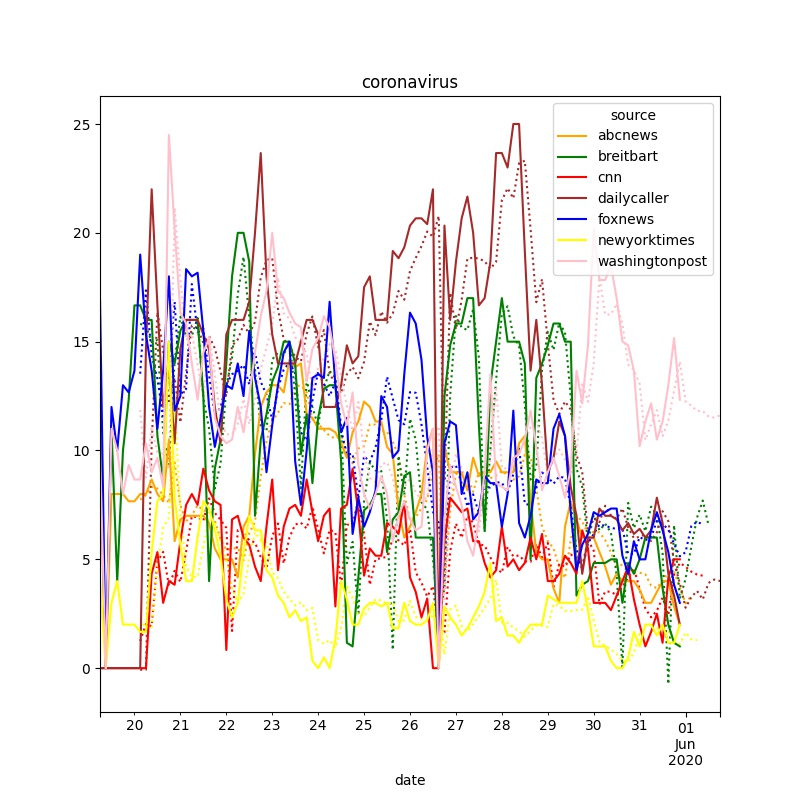 coronavirus
25
20
15
10
5
0
source
abcnews
breitbart
cnn
dailycaller
foxnews
newyorktimes
washingtonpost
20 21 22 23 24 25 26 27 28 29 30 31 01
Jun
2020
date